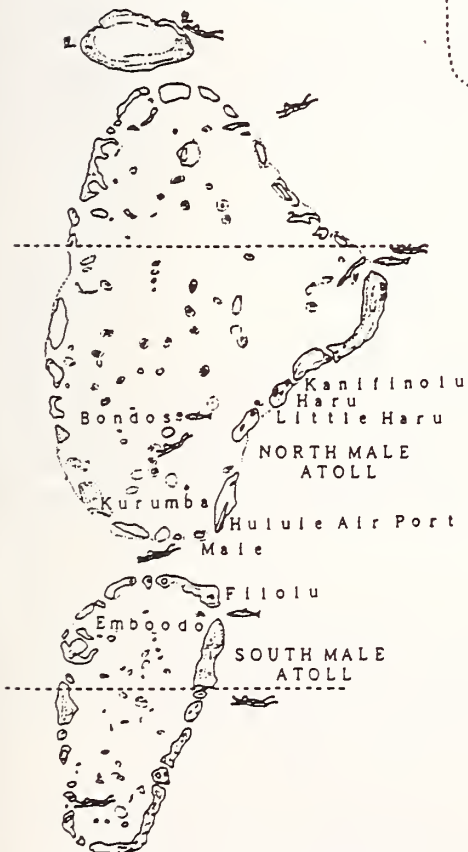 Kanifinolu
Haru
Bondos
Little Haru
NORTH MALE
ATOLL
Kurumba
Hulule Air Port
Male
Filolu
Emboodo
SOUTH MALE
ATOLL